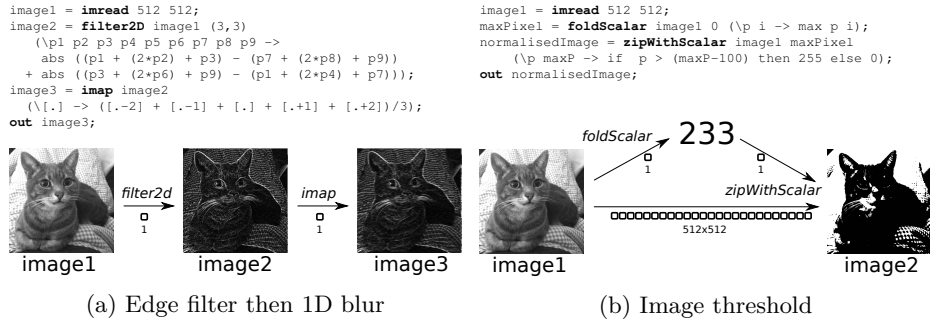 image1 = imread 512 512;
image2 = filter2D image1 (3,3)
(\p1 p2 p3 p4 p5 p6 p7 p8 p9 ->
abs ((p1 + (2*p2) + p3) - (p7 + (2*p8) + p9))
+ abs ((p3 + (2*p6) + p9) - (p1 + (2*p4) + p7)));
image3 = imap image2
(\[.] -> ([.-2] + [.-1] + [.] + [.+1] + [.+2])/3);
out image3;
filter2d
1
imap
1
image1
image2
image3
(a) Edge filter then 1D blur
image1 = imread 512 512;
maxPixel = foldScalar image1 0 (\p i -> max p i);
normalisedImage = zipWithScalar image1 maxPixel
(\p maxP -> if p > (maxP-100) then 255 else 0);
out normalisedImage;
foldScalar
233
1
1
zipWithScalar
512x512
image1
image2
(b) Image threshold